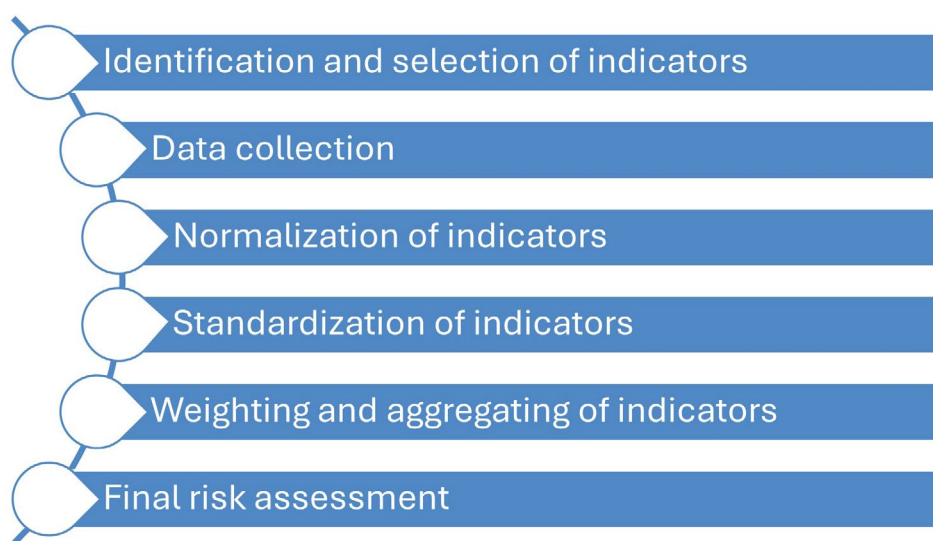 Identification and selection of indicators
Data collection
Normalization of indicators
Standardization of indicators
Weighting and aggregating of indicators
Final risk assessment